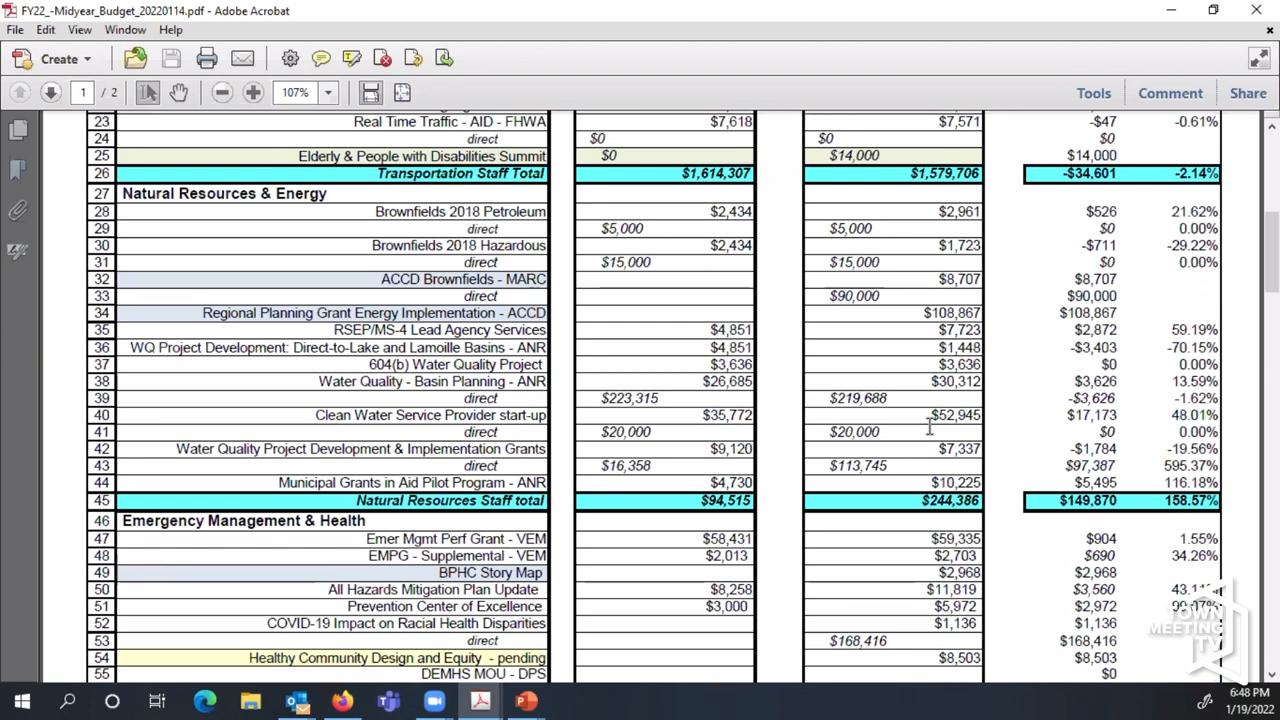 FY22_-Midyear_Budget_20220114.pdf - Adobe Acrobat
File Edit View Window Help
Create
1 / 2 107% Tools Comment Share
23 Real Time Traffic - AID - FHWA $7,618 $7,571 -$47 -0.61%
24 direct $0 $0 $0
25 Elderly & People with Disabilities Summit $0 $14,000 $14,000
26 Transportation Staff Total $1,614,307 $1,579,706 -$34,601 -2.14%
27 Natural Resources & Energy
28 Brownfields 2018 Petroleum $2,434 $2,961 $526 21.62%
29 direct $5,000 $5,000 $0 0.00%
30 Brownfields 2018 Hazardous $2,434 $1,723 -$711 -29.22%
31 direct $15,000 $15,000 $0 0.00%
32 ACCD Brownfields - MARC $8,707 $8,707
33 direct $90,000 $90,000
34 Regional Planning Grant Energy Implementation - ACCD $108,867 $108,867
35 RSEP/MS-4 Lead Agency Services $4,851 $7,723 $2,872 59.19%
36 WQ Project Development: Direct-to-Lake and Lamoille Basins - ANR $4,851 $1,448 -$3,403 -70.15%
37 604(b) Water Quality Project $3,636 $3,636 $0 0.00%
38 Water Quality - Basin Planning - ANR $26,685 $30,312 $3,626 13.59%
39 direct $223,315 $219,688 -$3,626 -1.62%
40 Clean Water Service Provider start-up $35,772 $52,945 $17,173 48.01%
41 direct $20,000 $20,000 $0 0.00%
42 Water Quality Project Development & Implementation Grants $9,120 $7,337 -$1,784 -19.56%
43 direct $16,358 $113,745 $97,387 595.37%
44 Municipal Grants in Aid Pilot Program - ANR $4,730 $10,225 $5,495 116.18%
45 Natural Resources Staff total $94,515 $244,386 $149,870 158.57%
46 Emergency Management & Health
47 Emer Mgmt Perf Grant - VEM $58,431 $59,335 $904 1.55%
48 EMPG - Supplemental - VEM $2,013 $2,703 $690 34.26%
49 BPHC Story Map $2,968 $2,968
50 All Hazards Mitigation Plan Update $8,258 $11,819 $3,560
51 Prevention Center of Excellence $3,000 $5,972 $2,972
52 COVID-19 Impact on Racial Health Disparities $1,136 $1,136
53 direct $168,416 $168,416
54 Healthy Community Design and Equity - pending $8,503 $8,503
55 DEMHS MOU - DPS $0
TOWN
MEETING
TV
6:48 PM
1/19/2022